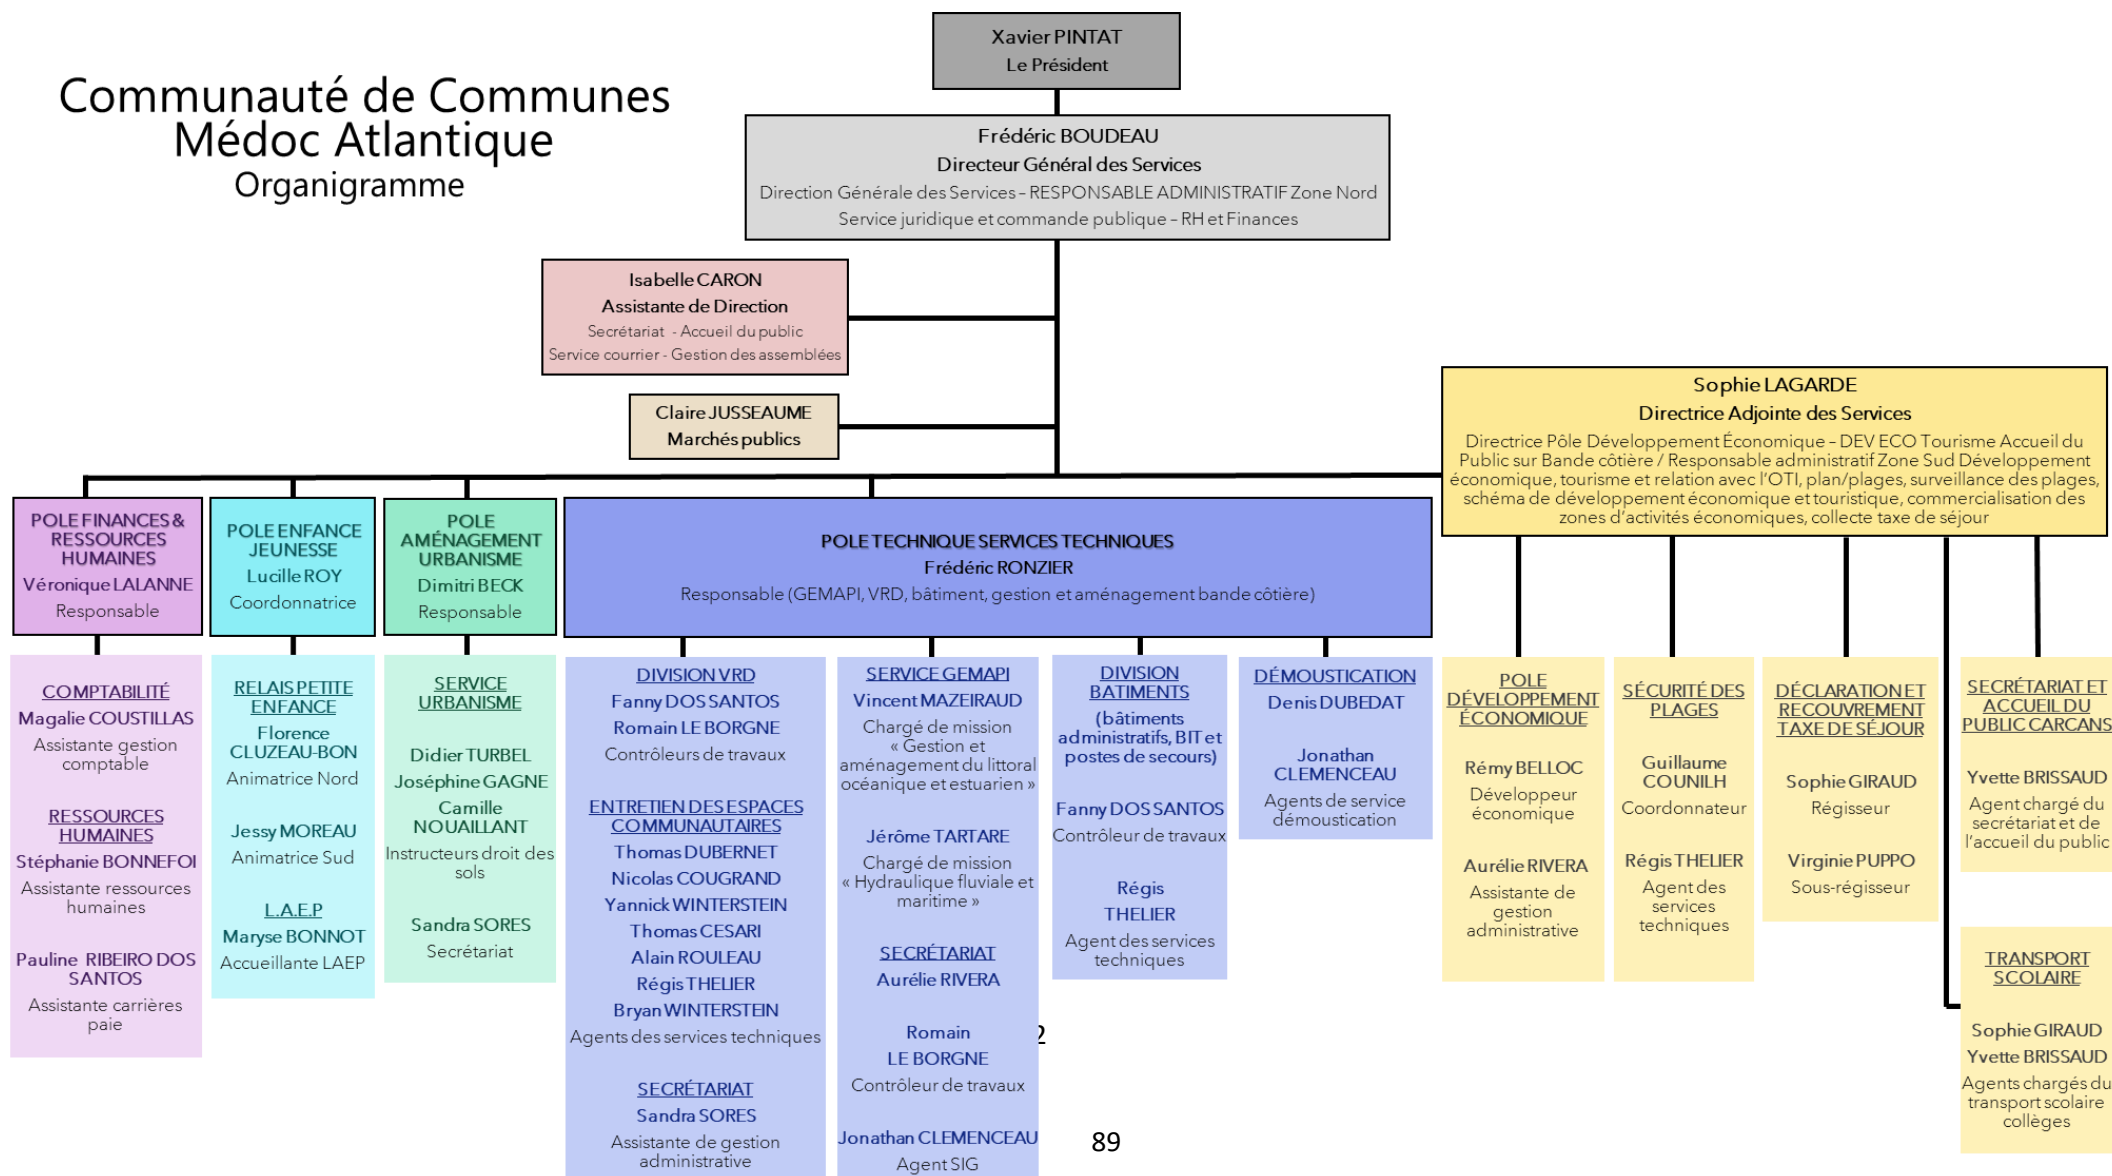 Communauté de Communes
Médoc Atlantique
Organigramme
Xavier PINTAT
Le Président
Frédéric BOUDEAU
Directeur Général des Services
Direction Générale des Services – RESPONSABLE ADMINISTRATIF Zone Nord
Service juridique et commande publique – RH et Finances
Isabelle CARON
Assistante de Direction
Secrétariat - Accueil du public
Service courrier - Gestion des assemblées
Claire JUSSEAUME
Marchés publics
Sophie LAGARDE
Directrice Adjointe des Services
Directrice Pôle Développement Économique – DEV ECO Tourisme Accueil du
Public sur Bande côtière / Responsable administratif Zone Sud Développement
économique, tourisme et relation avec l'OTI, plan/plages, surveillance des plages,
schéma de développement économique et touristique, commercialisation des
zones d'activités économiques, collecte taxe de séjour
POLE FINANCES &
RESSOURCES
HUMAINES
Véronique LALANNE
Responsable
POLE ENFANCE
JEUNESSE
Lucille ROY
Coordonnatrice
POLE
AMÉNAGEMENT
URBANISME
Dimitri BECK
Responsable
POLE TECHNIQUE SERVICES TECHNIQUES
Frédéric RONZIER
Responsable (GEMAPI, VRD, bâtiment, gestion et aménagement bande côtière)
COMPTABILITÉ
Magalie COUSTILLAS
Assistante gestion
comptable
RESSOURCES
HUMAINES
Stéphanie BONNEFOI
Assistante ressources
humaines
Pauline RIBEIRO DOS
SANTOS
Assistante carrières
paie
RELAIS PETITE
ENFANCE
Florence
CLUZEAU-BON
Animatrice Nord
Jessy MOREAU
Animatrice Sud
L.A.E.P
Maryse BONNOT
Accueillante LAEP
SERVICE
URBANISME
Didier TURBEL
Joséphine GAGNE
Camille
NOUAILLANT
Instructeurs droit des
sols
Sandra SORES
Secrétariat
DIVISION VRD
Fanny DOS SANTOS
Romain LE BORGNE
Contrôleurs de travaux
ENTRETIEN DES ESPACES
COMMUNAUTAIRES
Thomas DUBERNET
Nicolas COUGRAND
Yannick WINTERSTEIN
Thomas CESARI
Alain ROULEAU
Régis THELIER
Bryan WINTERSTEIN
Agents des services techniques
SECRÉTARIAT
Sandra SORES
Assistante de gestion
administrative
SERVICE GEMAPI
Vincent MAZEIRAUD
Chargé de mission
« Gestion et
aménagement du littoral
océanique et estuarien »
Jérôme TARTARE
Chargé de mission
« Hydraulique fluviale et
maritime »
SECRÉTARIAT
Aurélie RIVERA
Romain
LE BORGNE
Contrôleur de travaux
Jonathan CLEMENCEAU
Agent SIG
DIVISION
BATIMENTS
(bâtiments
administratifs, BIT et
postes de secours)
Fanny DOS SANTOS
Contrôleur de travaux
Régis
THELIER
Agent des services
techniques
DÉMOUSTICATION
Denis DUBEDAT
Jonathan
CLEMENCEAU
Agents de service
démoustication
POLE
DÉVELOPPEMENT
ÉCONOMIQUE
Rémy BELLOC
Développeur
économique
Aurélie RIVERA
Assistante de
gestion
administrative
SÉCURITÉ DES
PLAGES
Guillaume
COUNILH
Coordonnateur
Régis THELIER
Agent des
services
techniques
DÉCLARATION ET
RECOUVREMENT
TAXE DE SÉJOUR
Sophie GIRAUD
Régisseur
Virginie PUPPO
Sous-régisseur
SECRÉTARIAT ET
ACCUEIL DU
PUBLIC CARCANS
Yvette BRISSAUD
Agent chargé du
secrétariat et de
l'accueil du public
TRANSPORT
SCOLAIRE
Sophie GIRAUD
Yvette BRISSAUD
Agents chargés du
transport scolaire
collèges
2
89